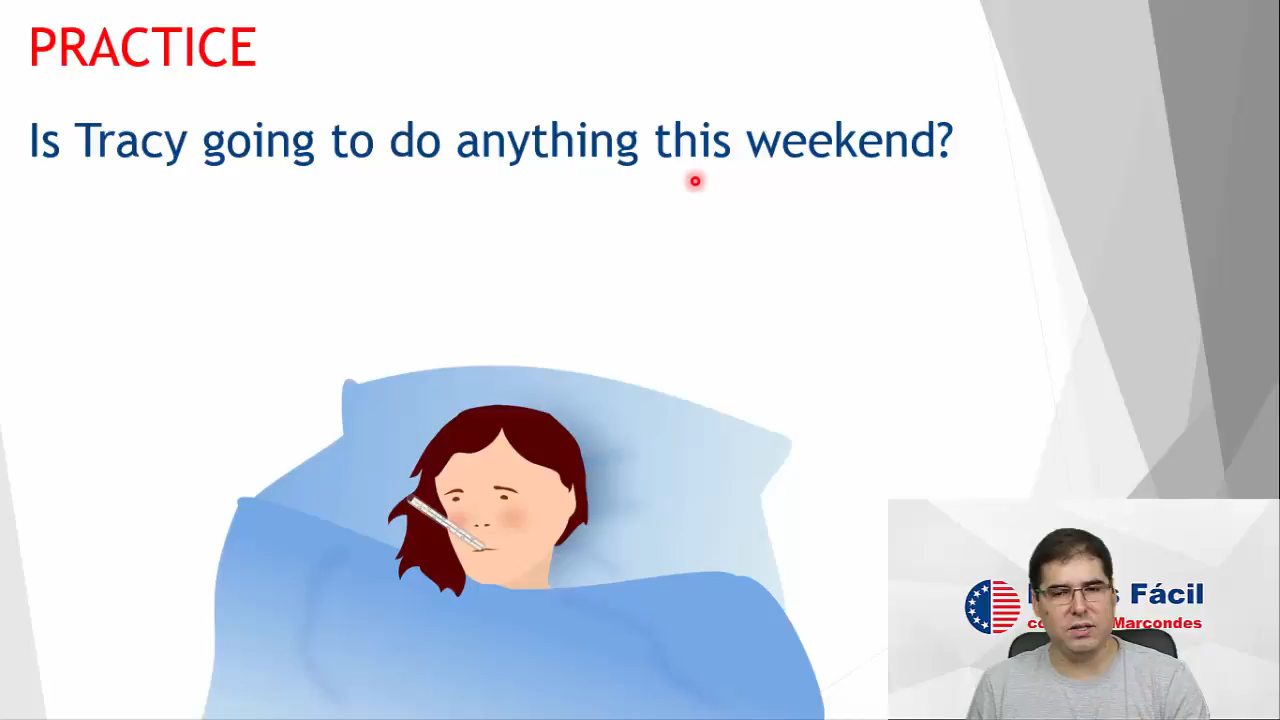 PRACTICE
Is Tracy going to do anything this weekend?
Fácil
Marcondes